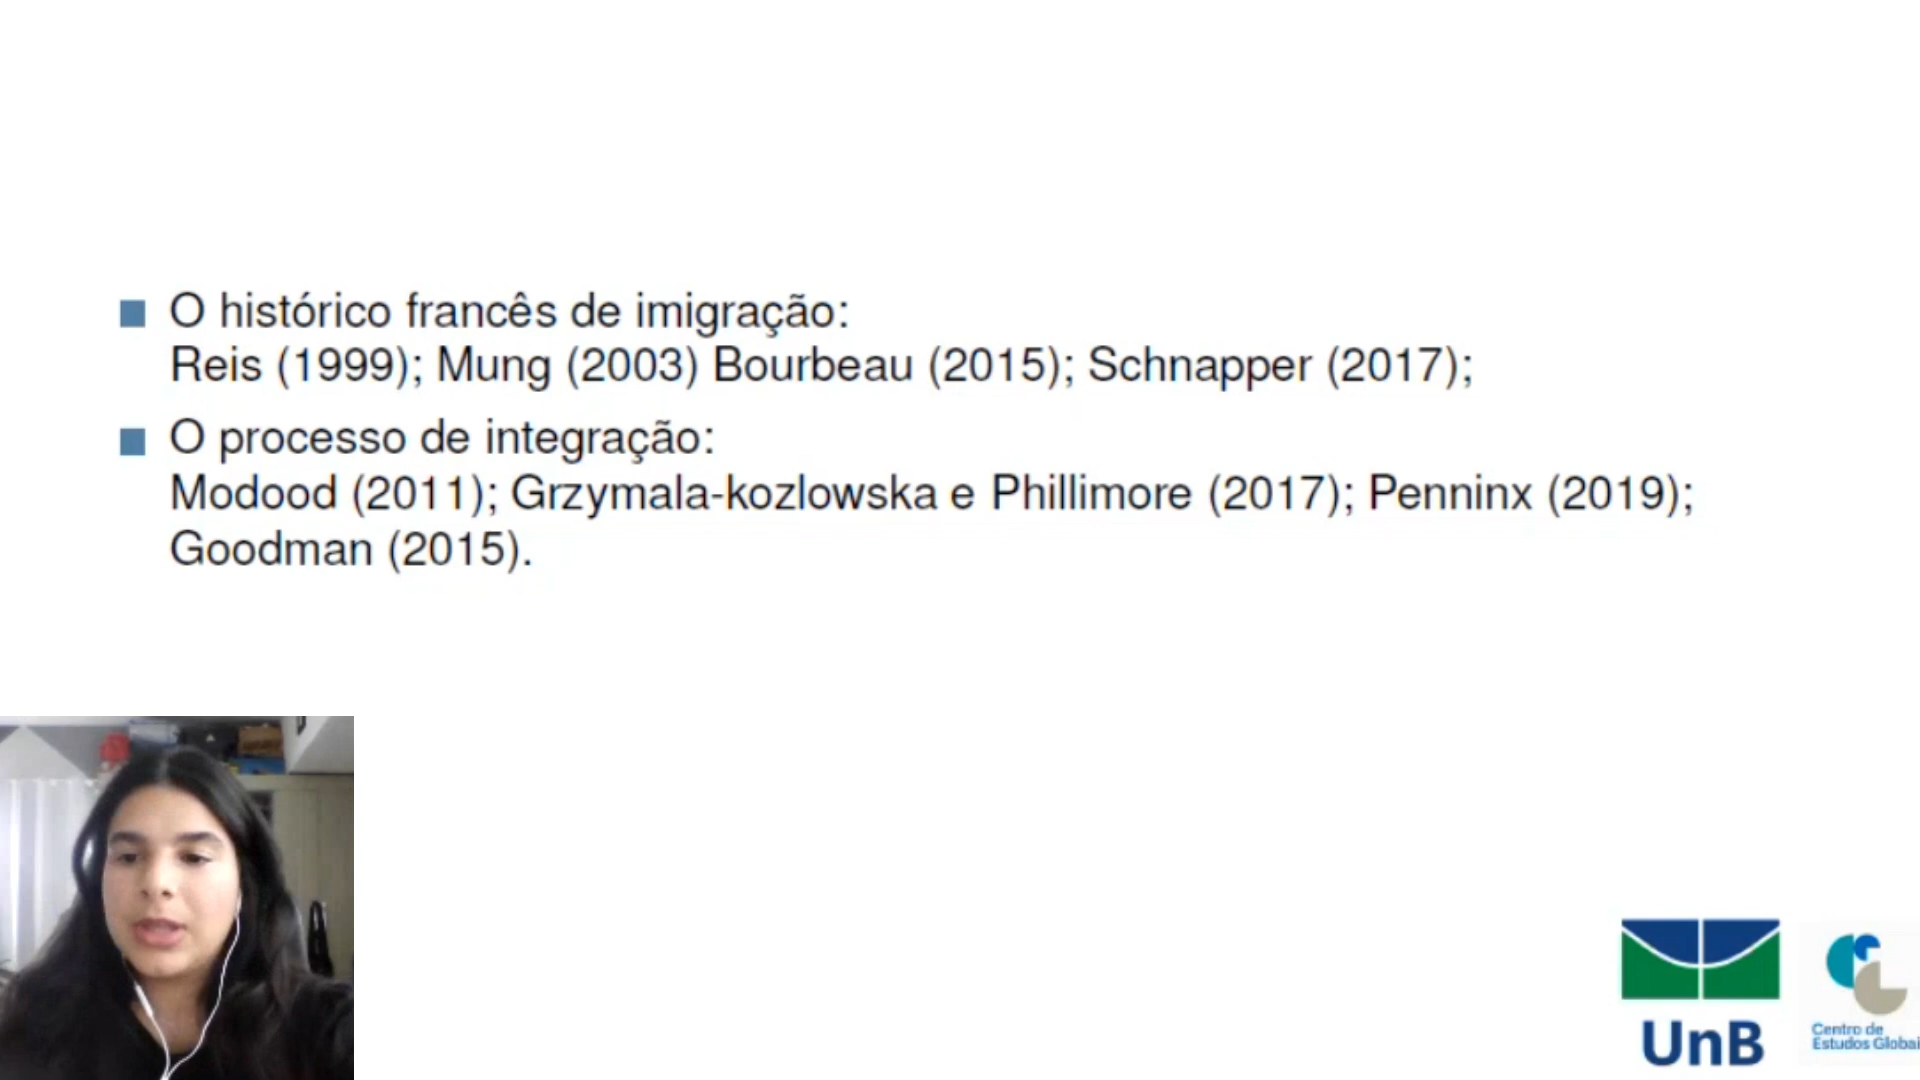 O histórico francês de imigração:
Reis (1999); Mung (2003) Bourbeau (2015); Schnapper (2017);
O processo de integração:
Modood (2011); Grzymala-kozlowska e Phillimore (2017); Penninx (2019);
Goodman (2015).
UnB
Centro de
Estudos Globai